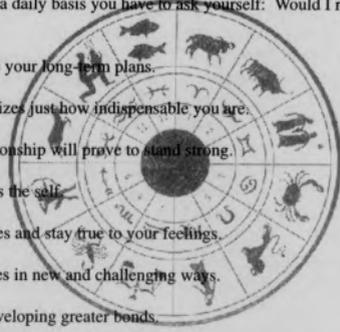 a daily basis you have to ask yourself: Would I r
your long-term plans.
izes just how indispensable you are.
onship will prove to stand strong.
s the self.
es and stay true to your feelings.
es in new and challenging ways.
veloping greater bonds.